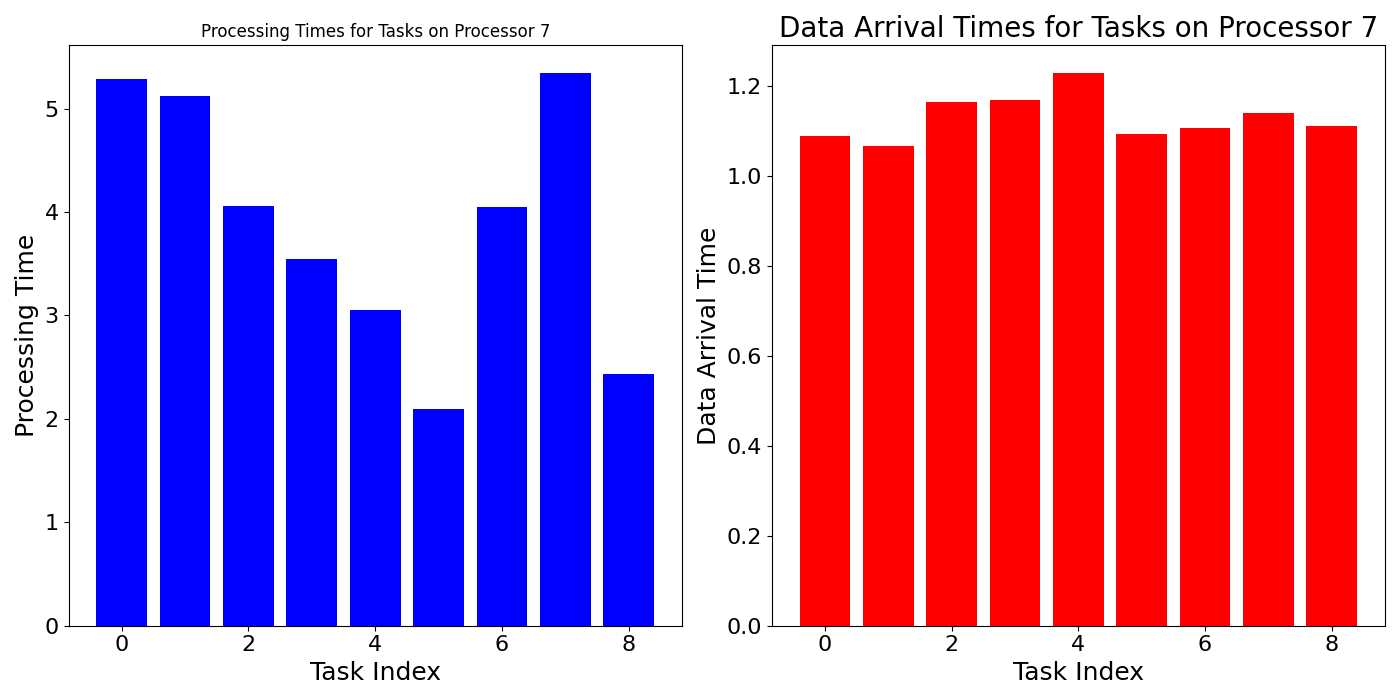 Processing Times for Tasks on Processor 7
Processing Time
5
4
3
2
1
0
0 2 4 6 8
Task Index
Data Arrival Times for Tasks on Processor 7
Data Arrival Time
1.2
1.0
0.8
0.6
0.4
0.2
0.0
0 2 4 6 8
Task Index